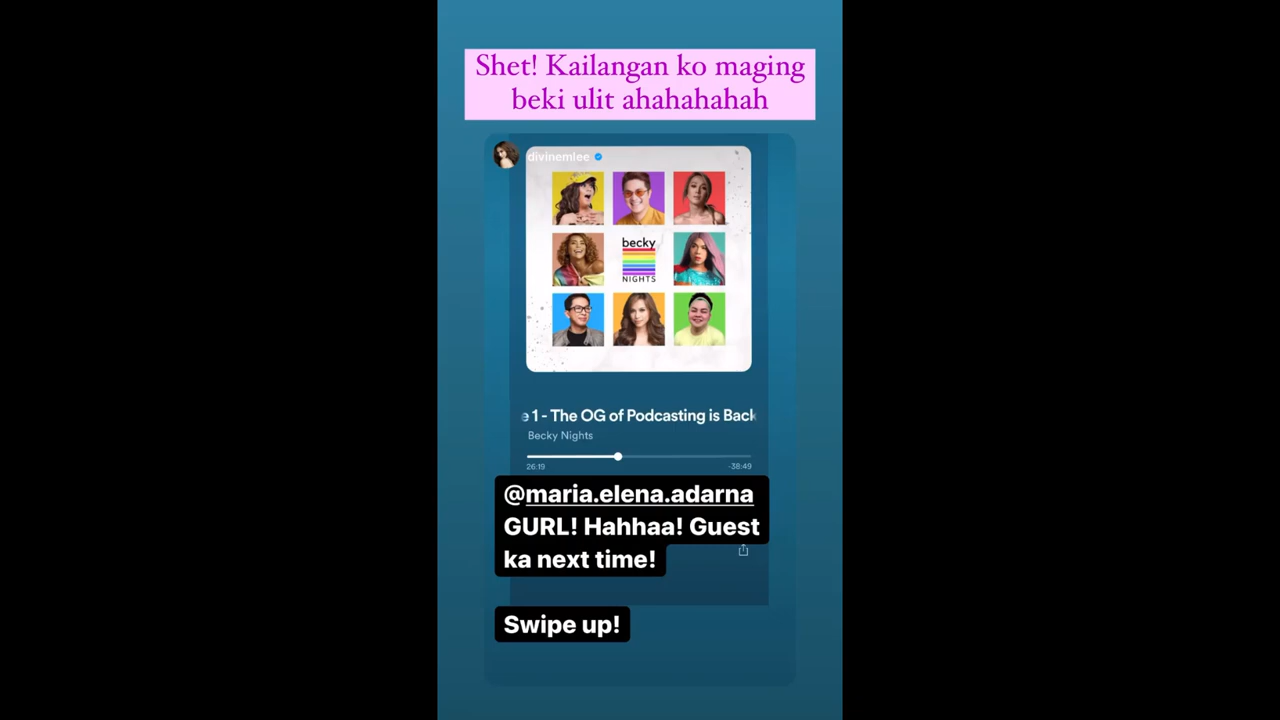 Shet! Kailangan ko maging
beki ulit ahahahahah
divinemlee
becky
NIGHTS
e 1 - The OG of Podcasting is Back
Becky Nights
26:19
-38:49
@maria.elena.adarna
GURL! Hahhaa! Guest
ka next time!
Swipe up!